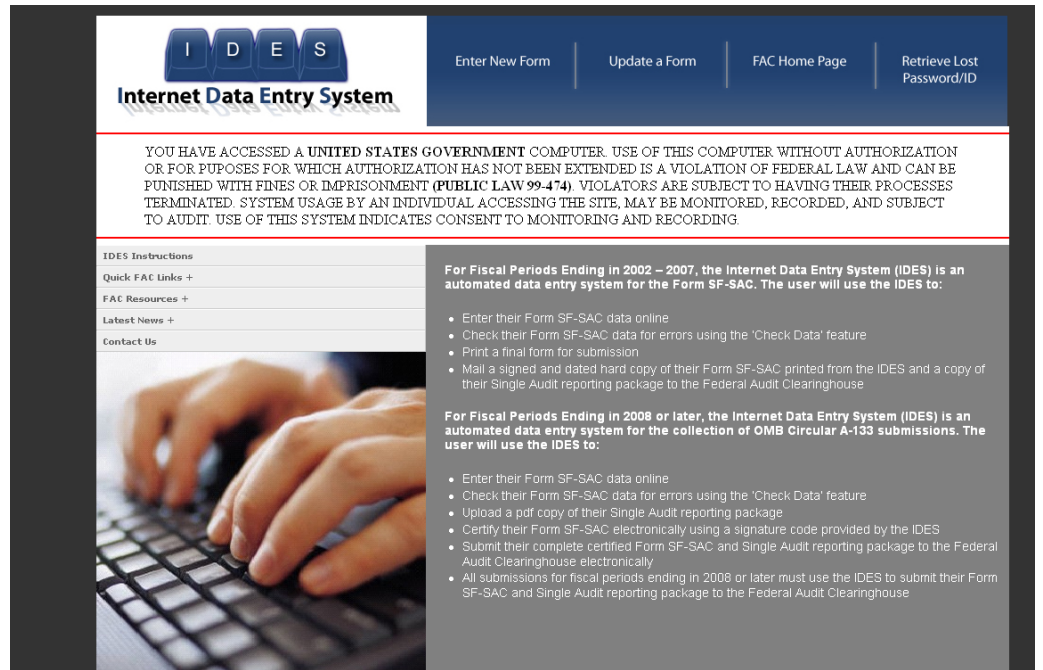 I D E S
Internet Data Entry System
Enter New Form
Update a Form
FAC Home Page
Retrieve Lost
Password/ID
YOU HAVE ACCESSED A UNITED STATES GOVERNMENT COMPUTER. USE OF THIS COMPUTER WITHOUT AUTHORIZATION
OR FOR PUPOSES FOR WHICH AUTHORIZATION HAS NOT BEEN EXTENDED IS A VIOLATION OF FEDERAL LAW AND CAN BE
PUNISHED WITH FINES OR IMPRISONMENT (PUBLIC LAW 99-474). VIOLATORS ARE SUBJECT TO HAVING THEIR PROCESSES
TERMINATED. SYSTEM USAGE BY AN INDIVIDUAL ACCESSING THE SITE, MAY BE MONITORED, RECORDED, AND SUBJECT
TO AUDIT. USE OF THIS SYSTEM INDICATES CONSENT TO MONITORING AND RECORDING.
IDES Instructions
Quick FAC Links +
FAC Resources +
Latest News +
Contact Us
For Fiscal Periods Ending in 2002 – 2007, the Internet Data Entry System (IDES) is an
automated data entry system for the Form SF-SAC. The user will use the IDES to:
• Enter their Form SF-SAC data online
• Check their Form SF-SAC data for errors using the 'Check Data' feature
• Print a final form for submission
• Mail a signed and dated hard copy of their Form SF-SAC printed from the IDES and a copy of
their Single Audit reporting package to the Federal Audit Clearinghouse
For Fiscal Periods Ending in 2008 or later, the Internet Data Entry System (IDES) is an
automated data entry system for the collection of OMB Circular A-133 submissions. The
user will use the IDES to:
• Enter their Form SF-SAC data online
• Check their Form SF-SAC data for errors using the 'Check Data' feature
• Upload a pdf copy of their Single Audit reporting package
• Certify their Form SF-SAC electronically using a signature code provided by the IDES
• Submit their complete certified Form SF-SAC and Single Audit reporting package to the Federal
Audit Clearinghouse electronically
• All submissions for fiscal periods ending in 2008 or later must use the IDES to submit their Form
SF-SAC and Single Audit reporting package to the Federal Audit Clearinghouse